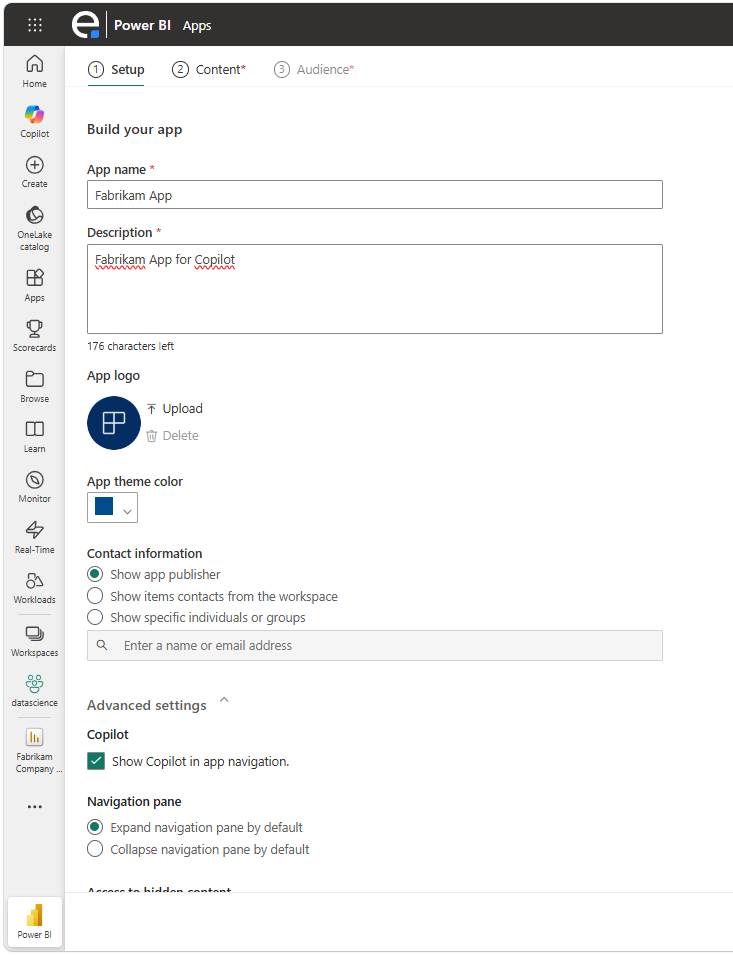 Power BI Apps
Home
Copilot
Create
OneLake
catalog
Apps
Scorecards
Browse
Learn
Monitor
Real-Time
Workloads
Workspaces
datascience
Fabrikam
Company ...
Power BI
1 Setup
2 Content*
3 Audience*
Build your app
App name *
Fabrikam App
Description *
Fabrikam App for Copilot
176 characters left
App logo
Upload
Delete
App theme color
Contact information
Show app publisher
Show items contacts from the workspace
Show specific individuals or groups
Enter a name or email address
Advanced settings
Copilot
Show Copilot in app navigation.
Navigation pane
Expand navigation pane by default
Collapse navigation pane by default
Access to hidden content